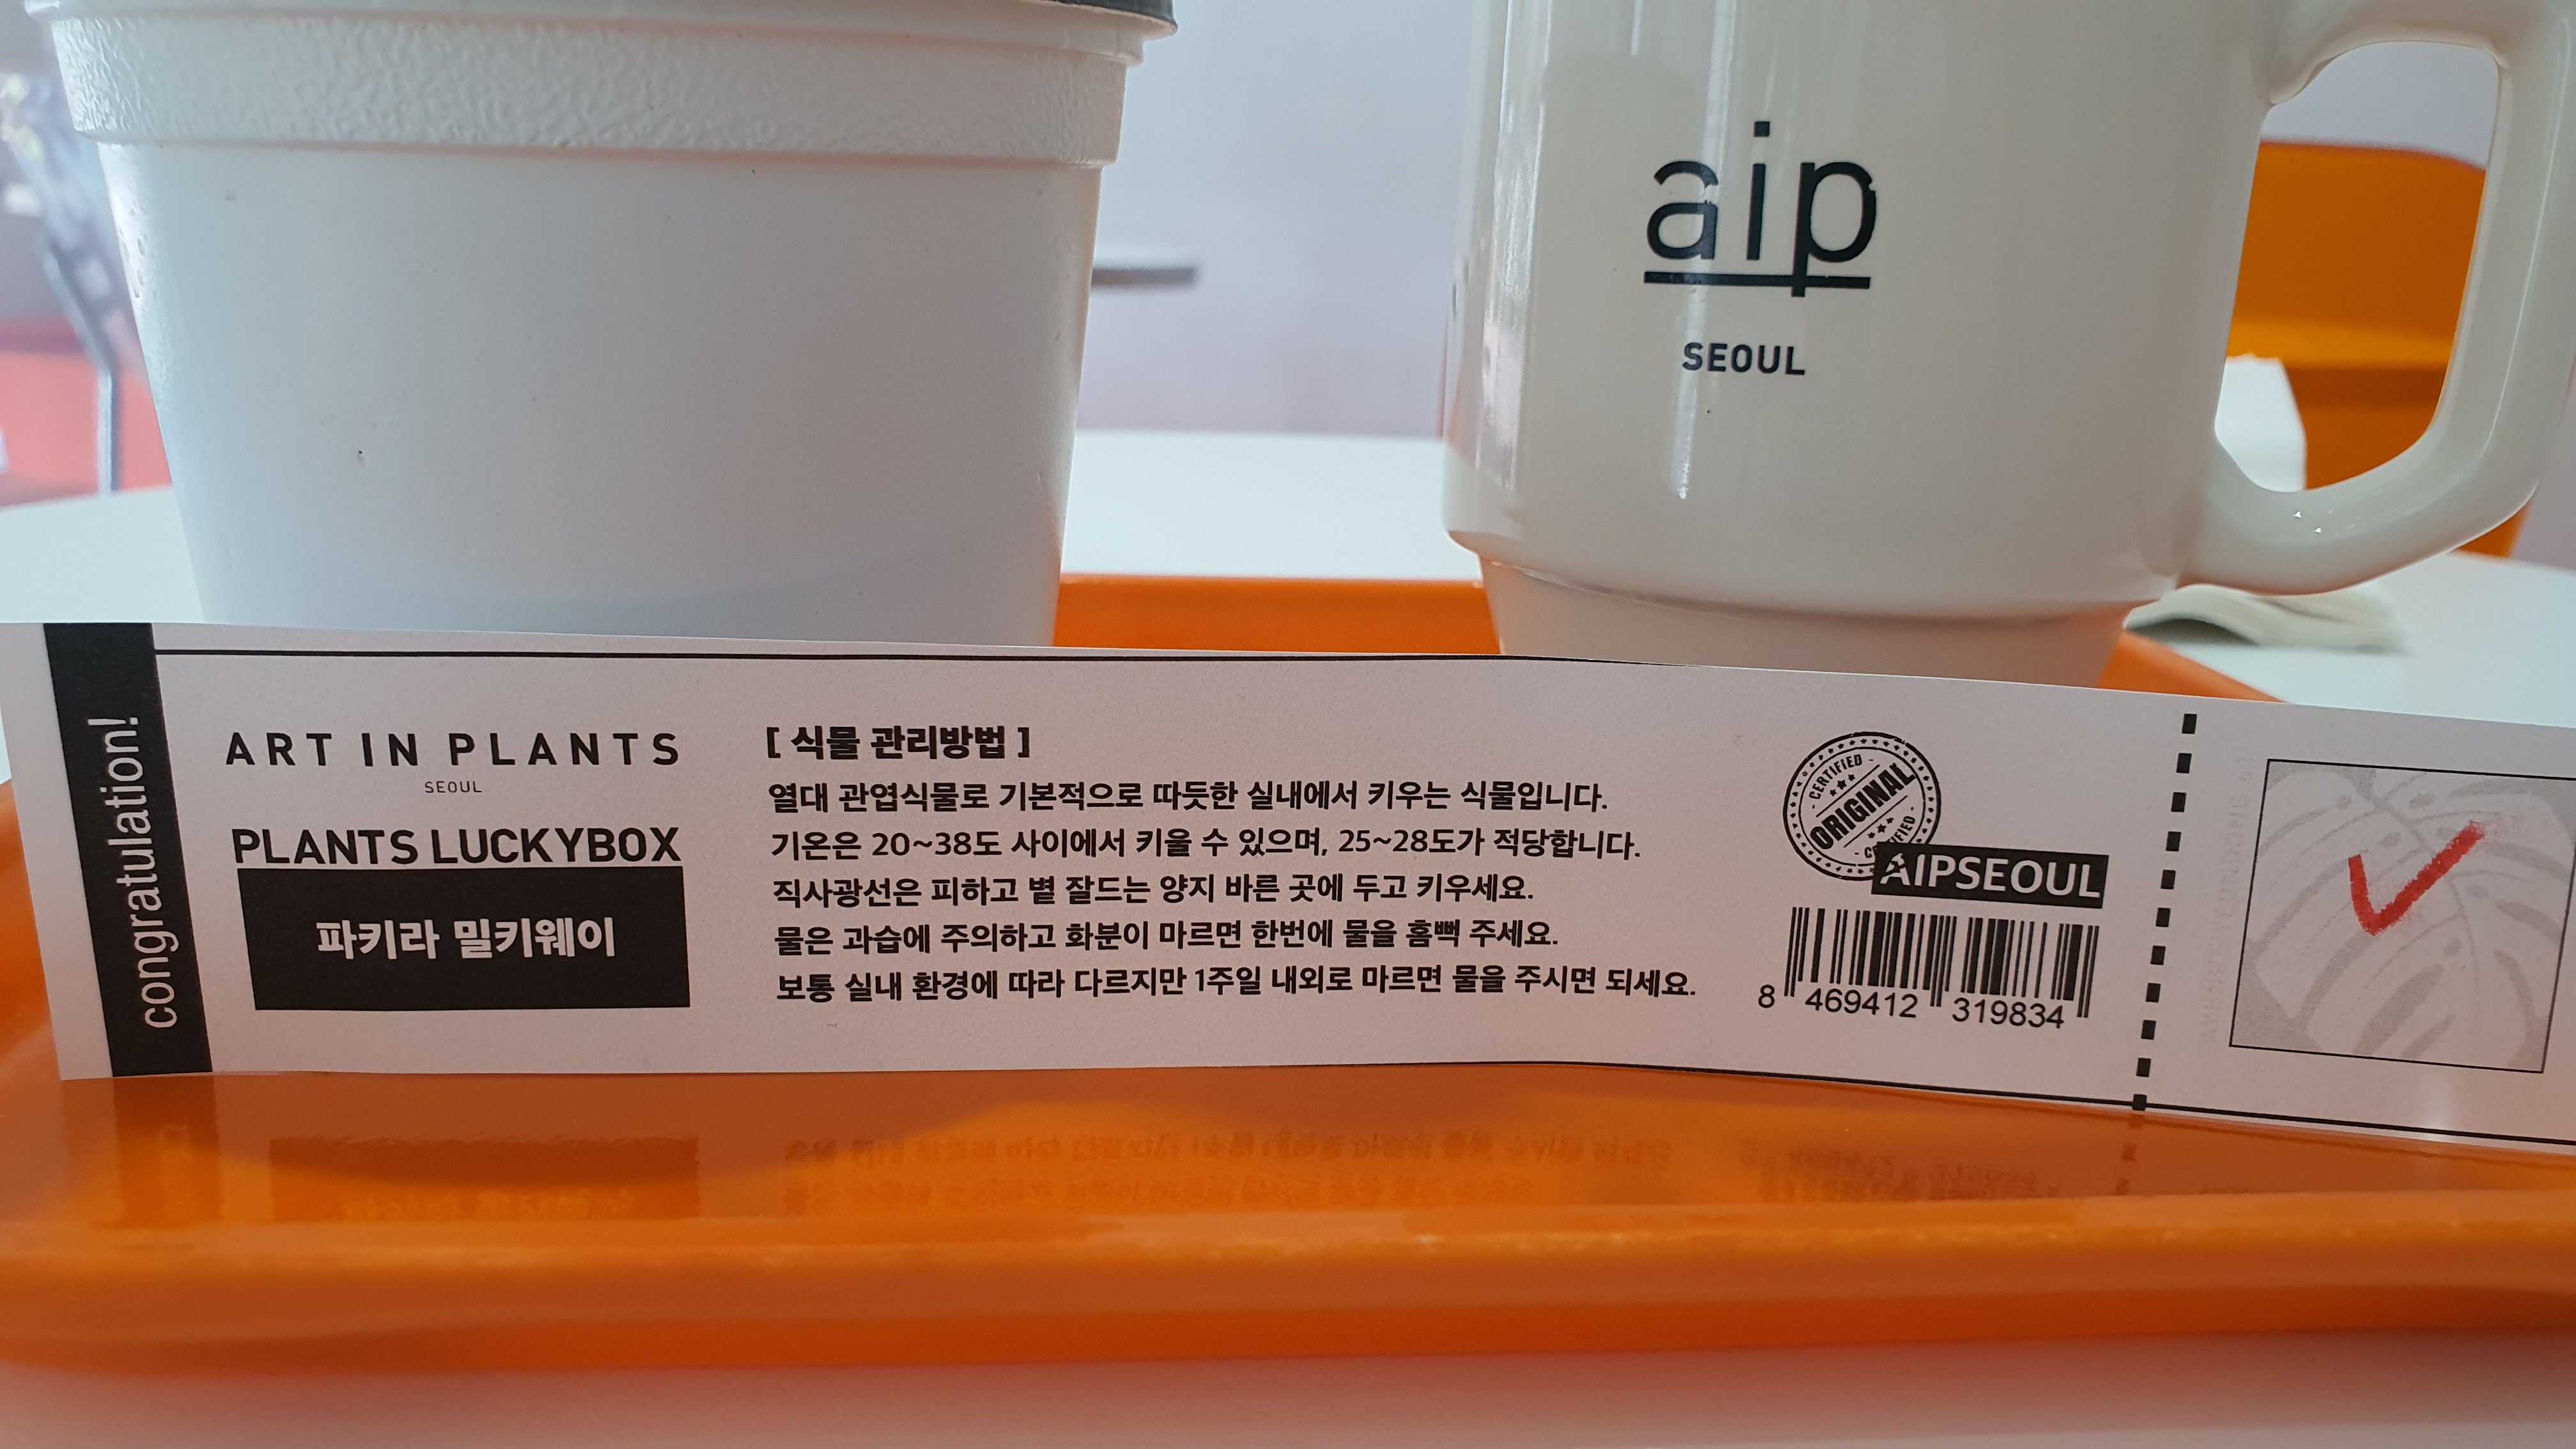 aip
SEOUL
congratulation!
ART IN PLANTS
SEOUL
PLANTS LUCKYBOX
파키라 밀키웨이
[ 식물 관리방법 ]
열대 관엽식물로 기본적으로 따듯한 실내에서 키우는 식물입니다.
기온은 20~38도 사이에서 키울 수 있으며, 25~28도가 적당합니다.
직사광선은 피하고 볕 잘드는 양지 바른 곳에 두고 키우세요.
물은 과습에 주의하고 화분이 마르면 한번에 물을 흠뻑 주세요.
보통 실내 환경에 따라 다르지만 1주일 내외로 마르면 물을 주시면 되세요.
CERTIFIED
ORIGINAL
AIPSEOUL
8 469412 319834